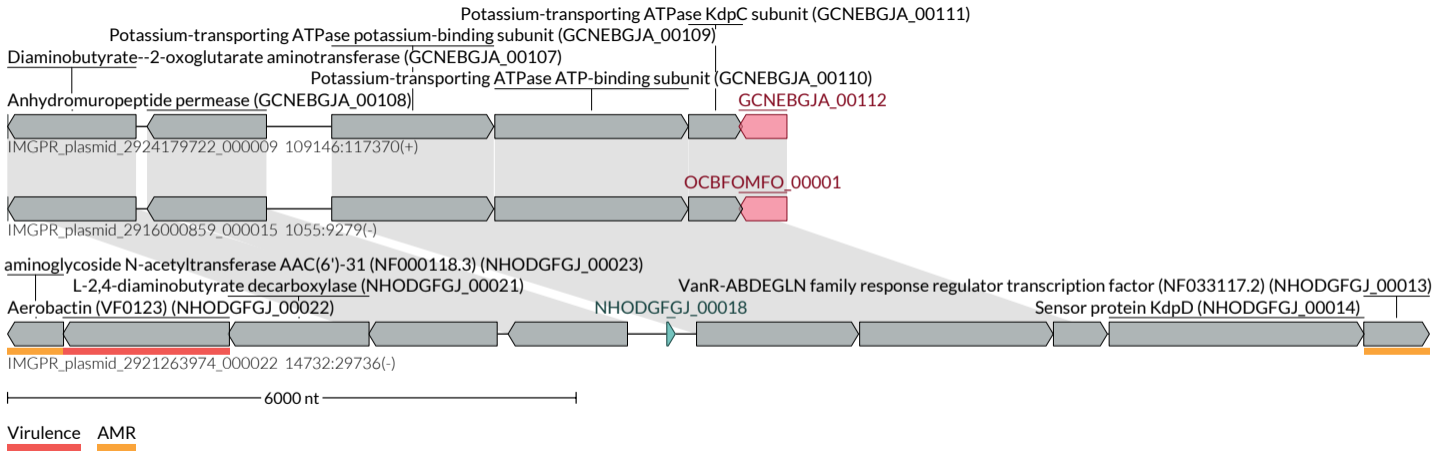 Potassium-transporting ATPase KdpC subunit (GCNEBGJA_00111)
Potassium-transporting ATPase potassium-binding subunit (GCNEBGJA_00109)
Diaminobutyrate--2-oxoglutarate aminotransferase (GCNEBGJA_00107)
Potassium-transporting ATPase ATP-binding subunit (GCNEBGJA_00110)
Anhydromuropeptide permease (GCNEBGJA_00108) GCNEBGJA_00112
IMGPR_plasmid_2924179722_000009 109146:117370(+)
OCBFOMFO_00001
IMGPR_plasmid_2916000859_000015 1055:9279(-)
aminoglycoside N-acetyltransferase AAC(6')-31 (NF000118.3) (NHODGFGJ_00023)
L-2,4-diaminobutyrate decarboxylase (NHODGFGJ_00021) VanR-ABDEGLN family response regulator transcription factor (NF033117.2) (NHODGFGJ_00013)
Aerobactin (VF0123) (NHODGFGJ_00022) NHODGFGJ_00018 Sensor protein KdpD (NHODGFGJ_00014)
IMGPR_plasmid_2921263974_000022 14732:29736(-)
6000 nt
Virulence AMR